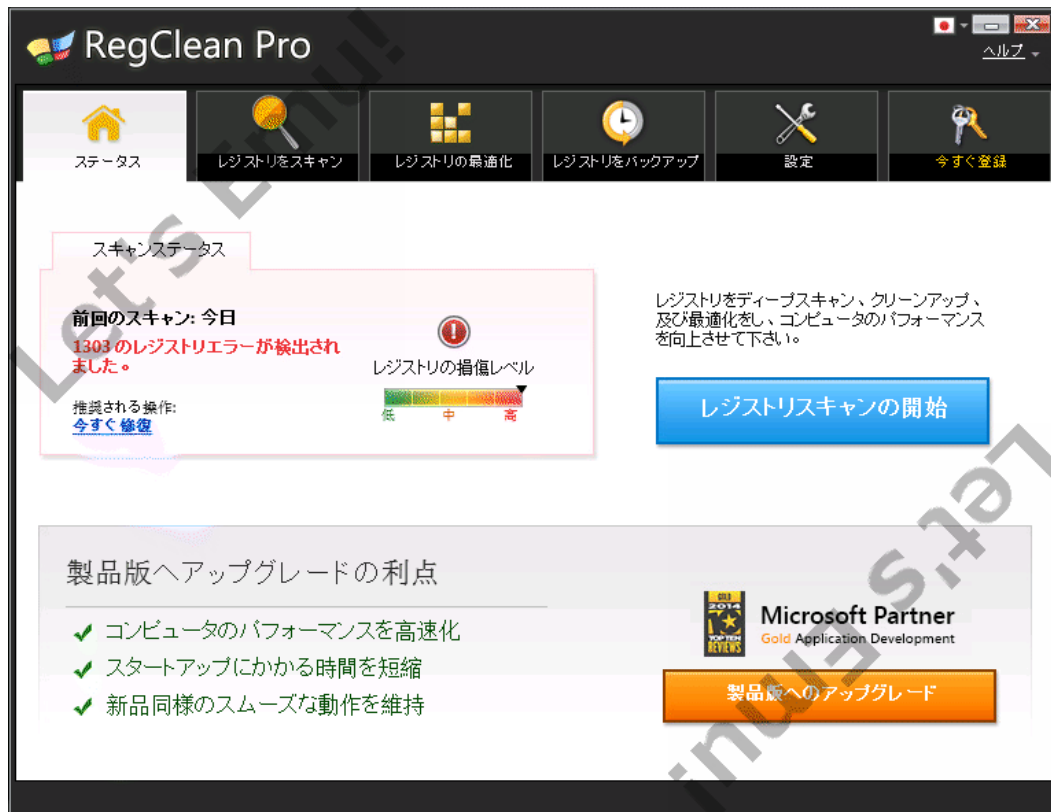 RegClean Pro
ヘルプ
ステータス
レジストリをスキャン
レジストリの最適化
レジストリをバックアップ
設定
今すぐ登録
スキャンステータス
前回のスキャン: 今日
1303 のレジストリエラーが検出され
ました。
推奨される操作:
今すぐ修復
レジストリの損傷レベル
低 中 高
レジストリをディープスキャン、クリーンアップ、
及び最適化をし、コンピュータのパフォーマンス
を向上させて下さい。
レジストリスキャンの開始
製品版へアップグレードの利点
コンピュータのパフォーマンスを高速化
スタートアップにかかる時間を短縮
新品同様のスムーズな動作を維持
GOLD
2014
TOP TEN
REVIEWS
Microsoft Partner
Gold Application Development
製品版へのアップグレード
Let's Emu!
Let's Emu!